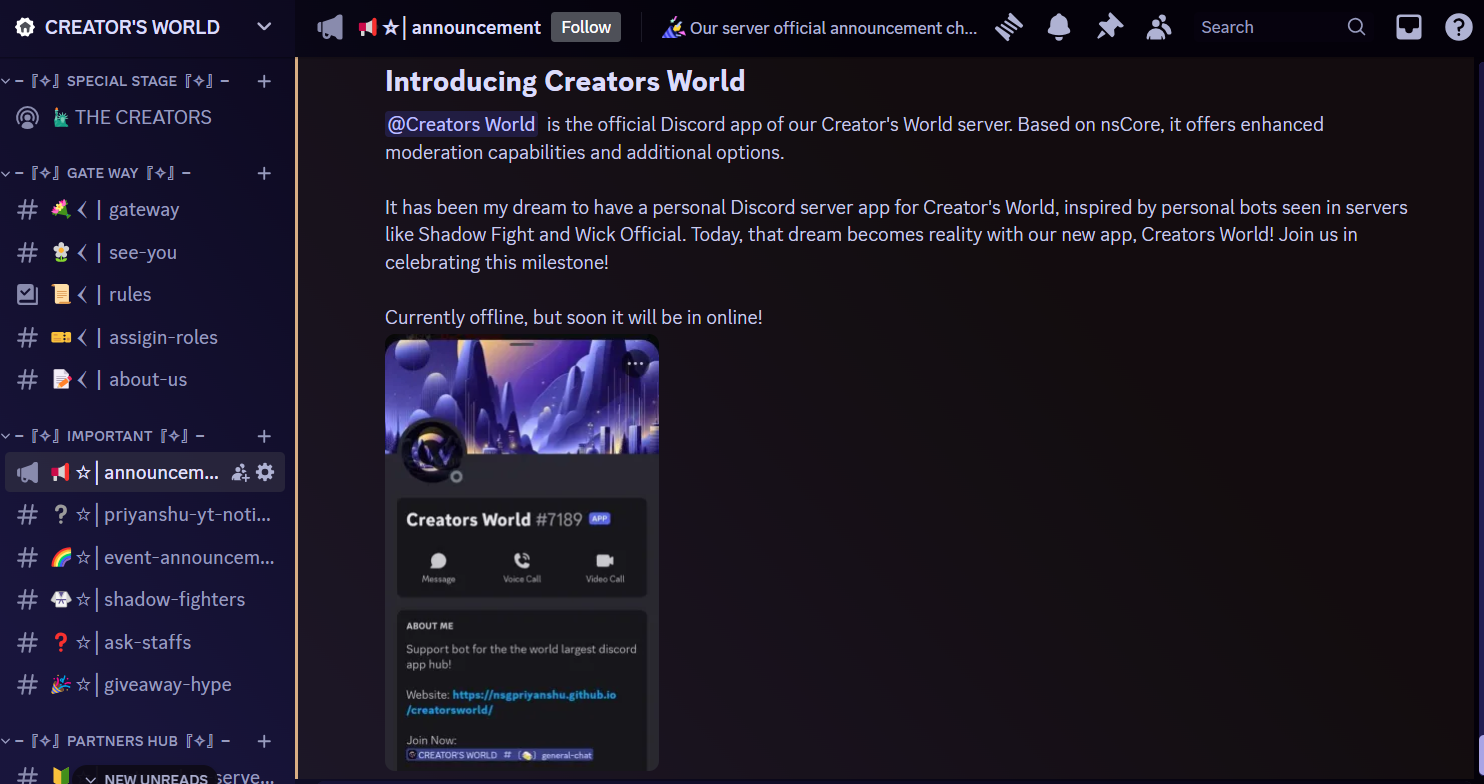 CREATOR'S WORLD
- 『✧』 SPECIAL STAGE 『✧』 -
🗽 THE CREATORS
- 『✧』 GATE WAY 『✧』 -
💐 ㄑ | gateway
🌼 ㄑ | see-you
📜 ㄑ | rules
🎫 ㄑ | assigin-roles
📝 ㄑ | about-us
- 『✧』 IMPORTANT 『✧』 -
📢 ☆ | announcem...
❔ ☆ | priyanshu-yt-noti...
🌈 ☆ | event-announcem...
🥋 ☆ | shadow-fighters
❓ ☆ | ask-staffs
🎉 ☆ | giveaway-hype
- 『✧』 PARTNERS HUB 『✧』 -
serve...
NEW UNREADS
📢 ☆ | announcement
Follow
🎉 Our server official announcement ch...
Search
Introducing Creators World
@Creators World is the official Discord app of our Creator's World server. Based on nsCore, it offers enhanced
moderation capabilities and additional options.
It has been my dream to have a personal Discord server app for Creator's World, inspired by personal bots seen in servers
like Shadow Fight and Wick Official. Today, that dream becomes reality with our new app, Creators World! Join us in
celebrating this milestone!
Currently offline, but soon it will be in online!
Creators World #7189 APP
Message Voice Call Video Call
ABOUT ME
Support bot for the the world largest discord
app hub!
Website: https://nsgpriyanshu.github.io
/creatorsworld/
Join Now:
CREATOR'S WORLD # general-chat